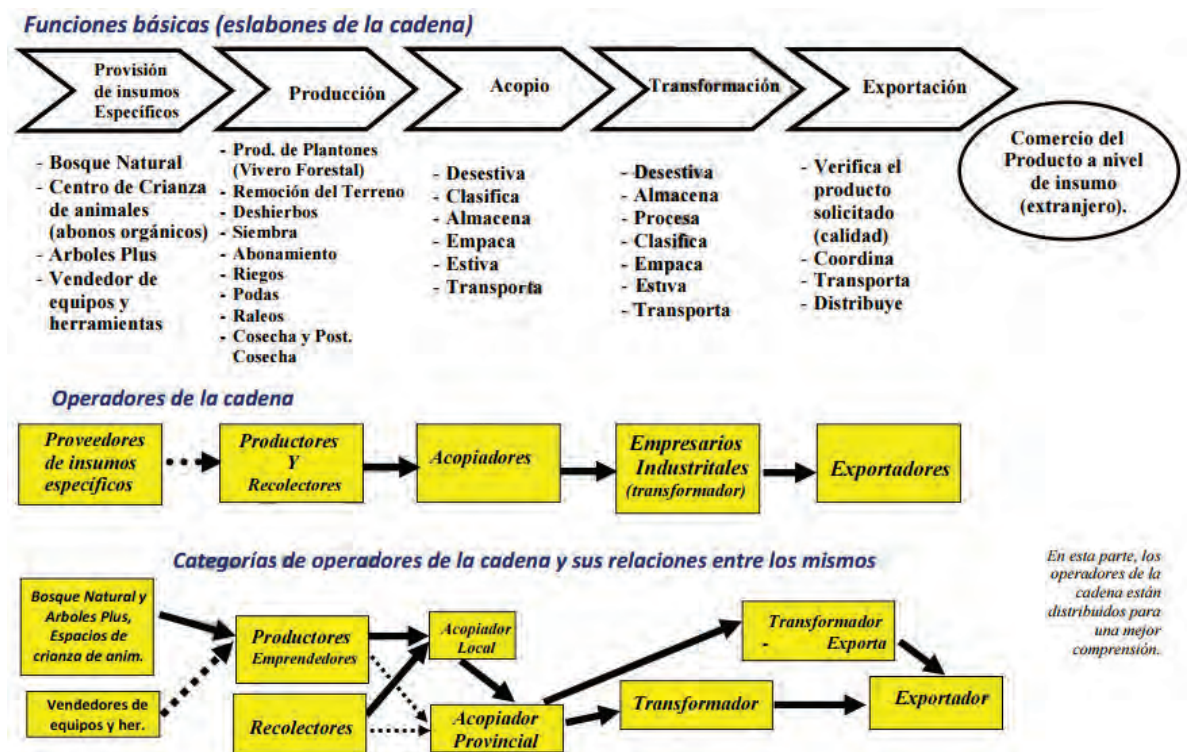 Funciones básicas (eslabones de la cadena)
Provisión
de insumos
Específicos
Producción
Acopio
Transformación
Exportación
- Bosque Natural
- Centro de Crianza
de animales
(abonos orgánicos)
- Arboles Plus
- Vendedor de
equipos y
herramientas
- Prod. de Plantones
(Vivero Forestal)
- Remoción del Terreno
- Deshierbos
- Siembra
- Abonamiento
- Riegos
- Podas
- Raleos
- Cosecha y Post.
Cosecha
- Desestiva
- Clasifica
- Almacena
- Empaca
- Estiva
- Transporta
- Desestiva
- Almacena
- Procesa
- Clasifica
- Empaca
- Estiva
- Transporta
- Verifica el
producto
solicitado
(calidad)
- Coordina
- Transporta
- Distribuye
Comercio del
Producto a nivel
de insumo
(extranjero).
Operadores de la cadena
Proveedores
de insumos
específicos
Productores
Y
Recolectores
Acopiadores
Empresarios
Industritales
(transformador)
Exportadores
Categorías de operadores de la cadena y sus relaciones entre los mismos
En esta parte, los
operadores de la
cadena están
distribuidos para
una mejor
comprensión.
Bosque Natural y
Arboles Plus,
Espacios de
crianza de anim.
Vendedores de
equipos y her.
Productores
Emprendedores
Recolectores
Acopiador
Local
Acopiador
Provincial
Transformador
- Exporta
Transformador
Exportador